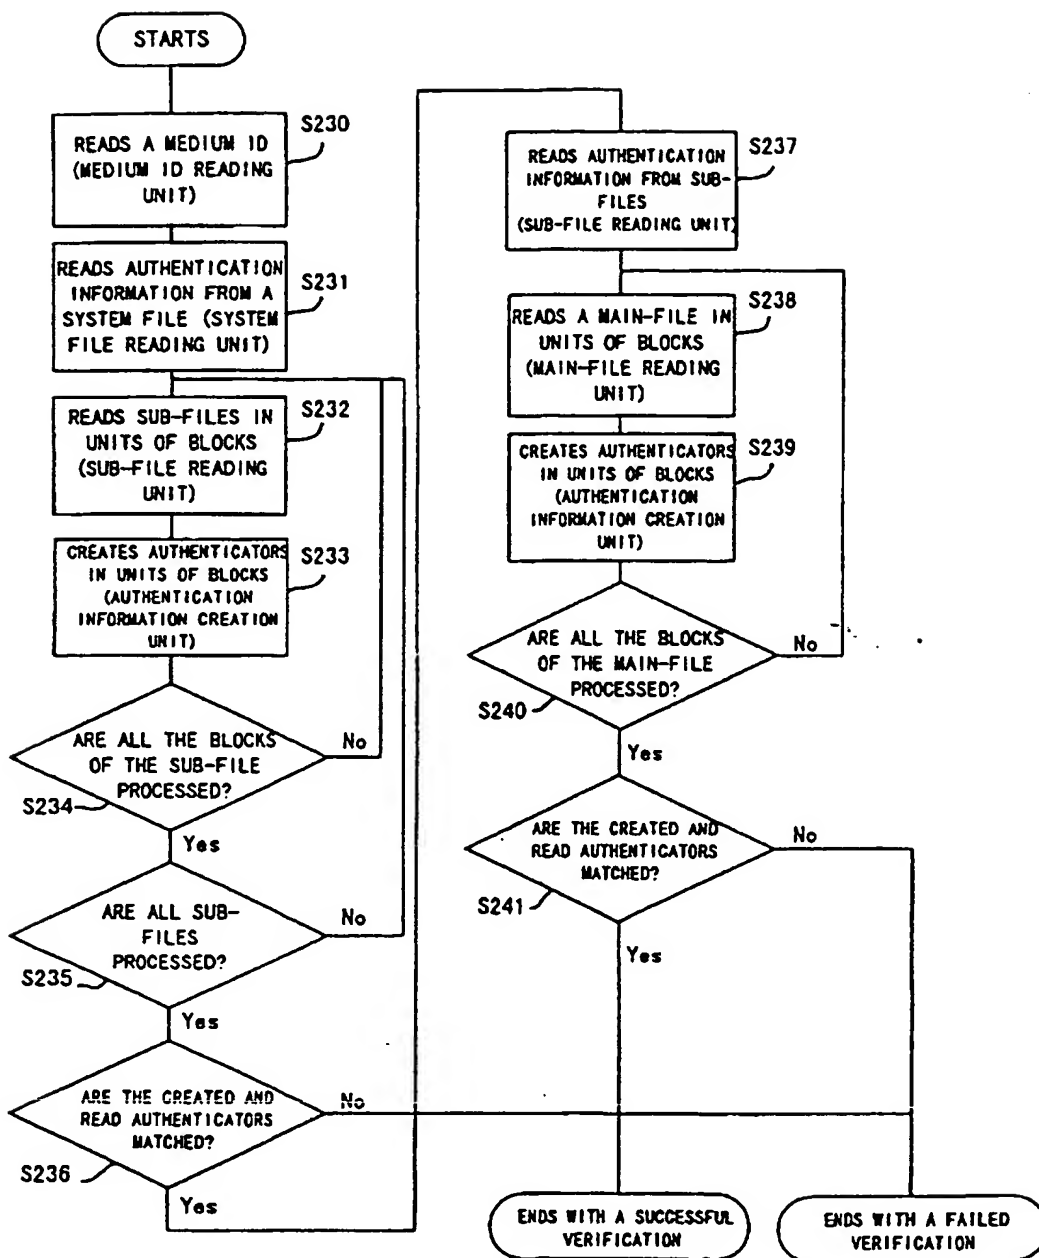 STARTS
S230
READS A MEDIUM ID
(MEDIUM ID READING
UNIT)
S231
READS AUTHENTICATION
INFORMATION FROM A
SYSTEM FILE (SYSTEM
FILE READING UNIT)
S232
READS SUB-FILES IN
UNITS OF BLOCKS
(SUB-FILE READING
UNIT)
S233
CREATES AUTHENTICATORS
IN UNITS OF BLOCKS
(AUTHENTICATION
INFORMATION CREATION
UNIT)
ARE ALL THE BLOCKS
OF THE SUB-FILE
PROCESSED?
No
S234
Yes
ARE ALL SUB-
FILES
PROCESSED?
No
S235
Yes
ARE THE CREATED AND
READ AUTHENTICATORS
MATCHED?
No
S236
Yes
S237
READS AUTHENTICATION
INFORMATION FROM SUB-
FILES
(SUB-FILE READING UNIT)
S238
READS A MAIN-FILE IN
UNITS OF BLOCKS
(MAIN-FILE READING
UNIT)
S239
CREATES AUTHENTICATORS
IN UNITS OF BLOCKS
(AUTHENTICATION
INFORMATION CREATION
UNIT)
ARE ALL THE BLOCKS
OF THE MAIN-FILE
PROCESSED?
No
S240
Yes
ARE THE CREATED AND
READ AUTHENTICATORS
MATCHED?
No
S241
Yes
ENDS WITH A SUCCESSFUL
VERIFICATION
ENDS WITH A FAILED
VERIFICATION